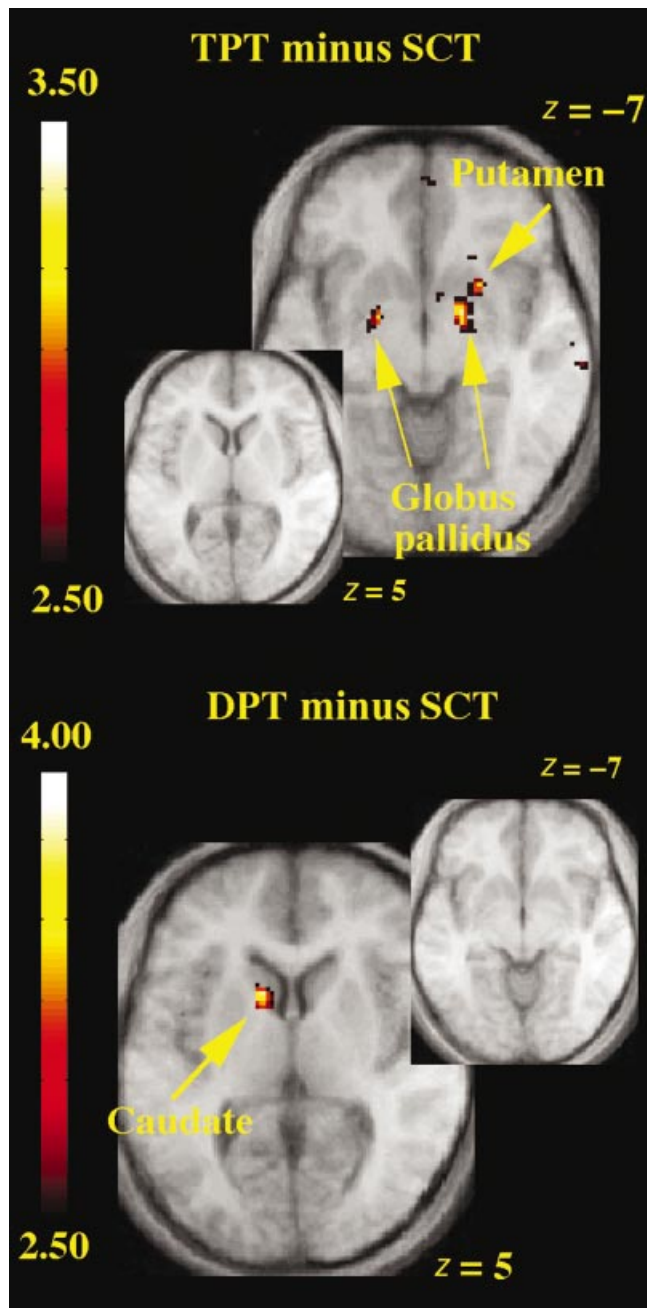 TPT minus SCT
3.50
z = –7
Putamen
Globus
pallidus
2.50
z = 5
DPT minus SCT
4.00
z = –7
Caudate
2.50
z = 5